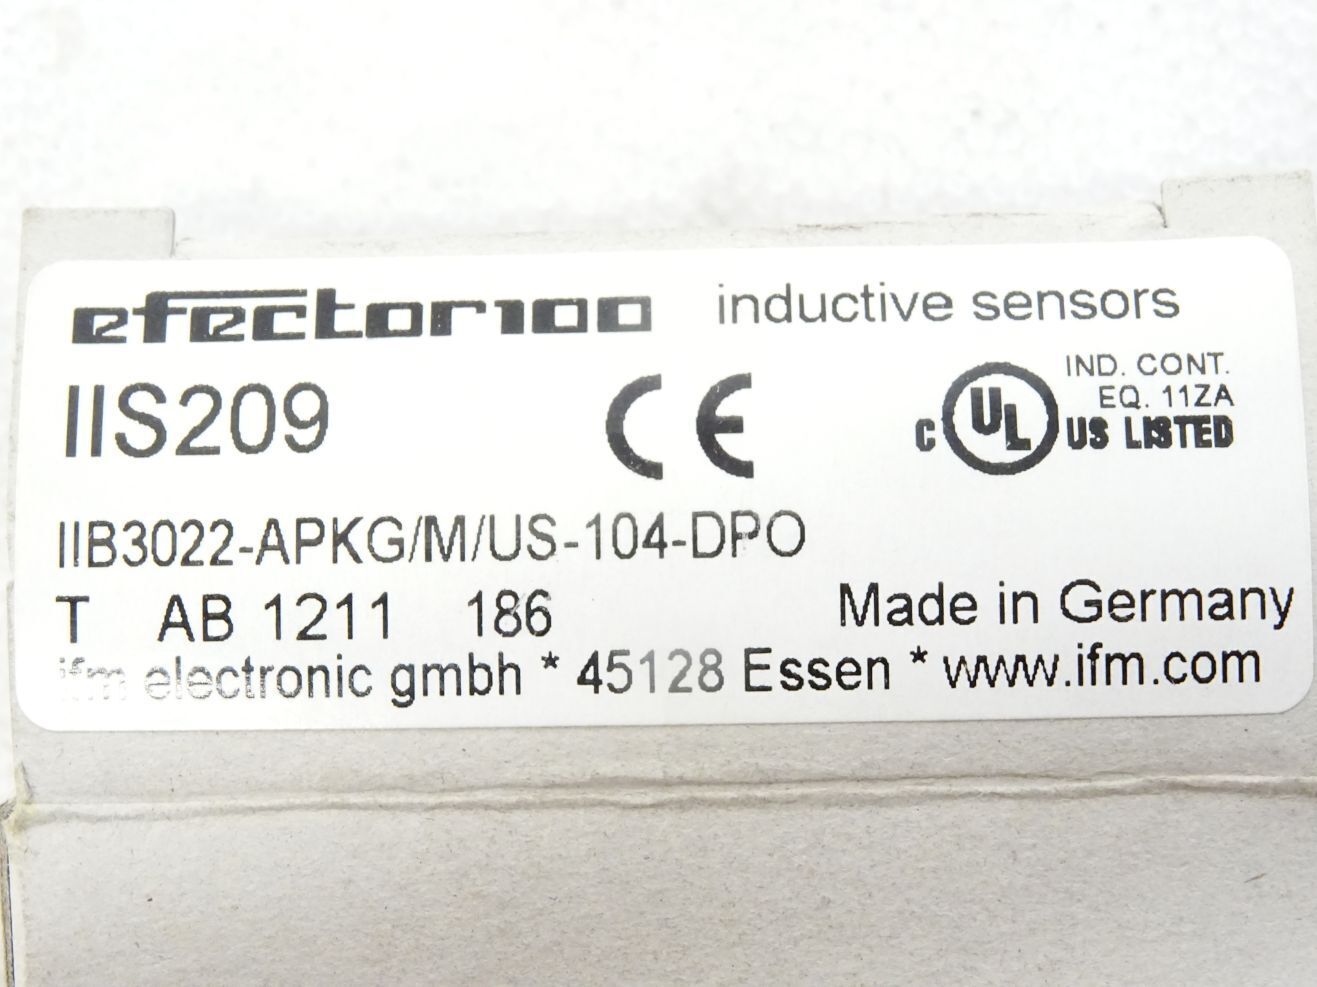 efector100 inductive sensors
IIS209
CE
c UL US LISTED
IND. CONT.
EQ. 11ZA
IIB3022-APKG/M/US-104-DPO
T AB 1211 186 Made in Germany
ifm electronic gmbh * 45128 Essen * www.ifm.com